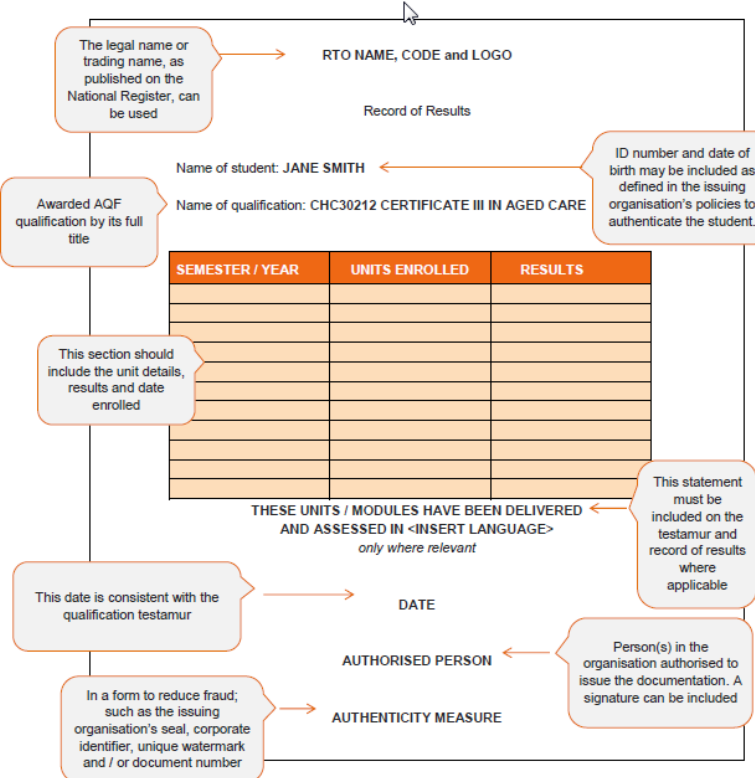 The legal name or
trading name, as
published on the
National Register, can
be used
RTO NAME, CODE and LOGO
Record of Results
Name of student: JANE SMITH
ID number and date of
birth may be included as
defined in the issuing
organisation's policies to
authenticate the student.
Awarded AQF
qualification by its full
title
Name of qualification: CHC30212 CERTIFICATE III IN AGED CARE
SEMESTER / YEAR UNITS ENROLLED RESULTS
This section should
include the unit details,
results and date
enrolled
THESE UNITS / MODULES HAVE BEEN DELIVERED
AND ASSESSED IN <INSERT LANGUAGE>
only where relevant
This statement
must be
included on the
testamur and
record of results
where
applicable
This date is consistent with the
qualification testamur
DATE
AUTHORISED PERSON
Person(s) in the
organisation authorised to
issue the documentation. A
signature can be included
In a form to reduce fraud;
such as the issuing
organisation's seal, corporate
identifier, unique watermark
and / or document number
AUTHENTICITY MEASURE